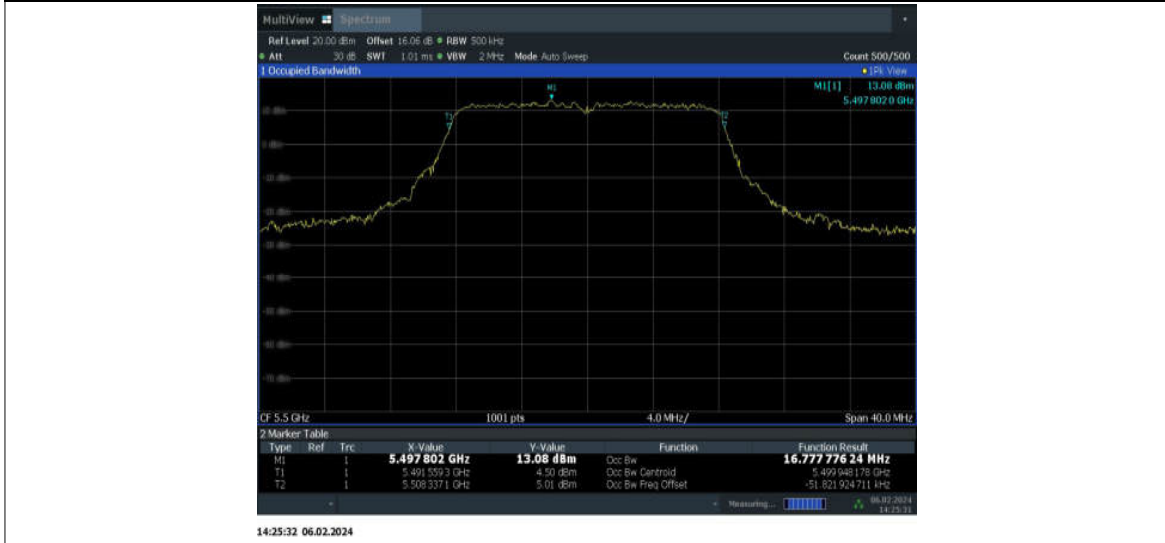 MultiView Spectrum
Ref Level 20.00 dBm Offset 16.06 dB RBW 500 kHz
Att 30 dB SWT 1.01 ms VBW 2 MHz Mode Auto Sweep Count 500/500
1 Occupied Bandwidth 1Pk View
M1[1] 13.08 dBm
5.497 802 0 GHz
M1
T1 T2
CF 5.5 GHz 1001 pts 4.0 MHz/ Span 40.0 MHz
2 Marker Table
Type Ref Trc X-Value Y-Value Function Function Result
M1 1 5.497 802 GHz 13.08 dBm Occ Bw 16.777 776 24 MHz
T1 1 5.491 559 3 GHz 4.50 dBm Occ Bw Centroid 5.499 948 178 GHz
T2 1 5.508 337 1 GHz 5.01 dBm Occ Bw Freq Offset -51.821 924 711 kHz
Measuring... 06.02.2024
14:25:31
14:25:32 06.02.2024